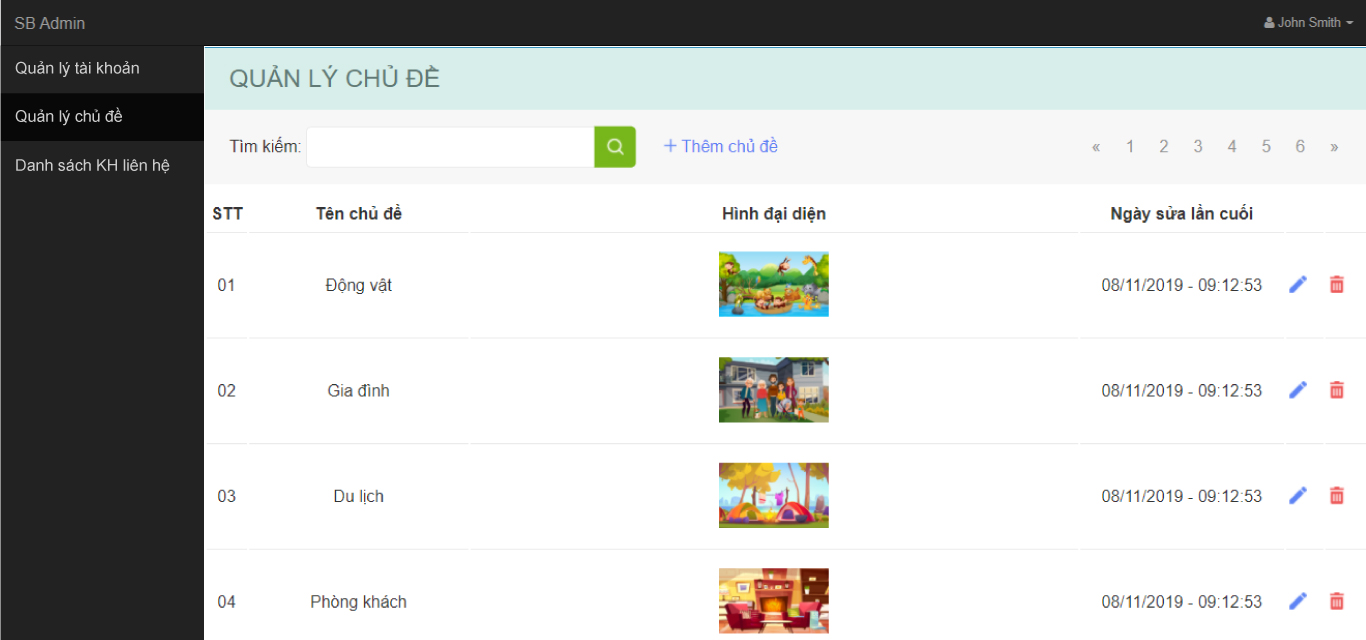 SB Admin
John Smith
Quản lý tài khoản
Quản lý chủ đề
Danh sách KH liên hệ
QUẢN LÝ CHỦ ĐỀ
Tìm kiếm:
+ Thêm chủ đề
« 1 2 3 4 5 6 »
STT Tên chủ đề Hình đại diện Ngày sửa lần cuối
01 Động vật 08/11/2019 - 09:12:53
02 Gia đình 08/11/2019 - 09:12:53
03 Du lịch 08/11/2019 - 09:12:53
04 Phòng khách 08/11/2019 - 09:12:53